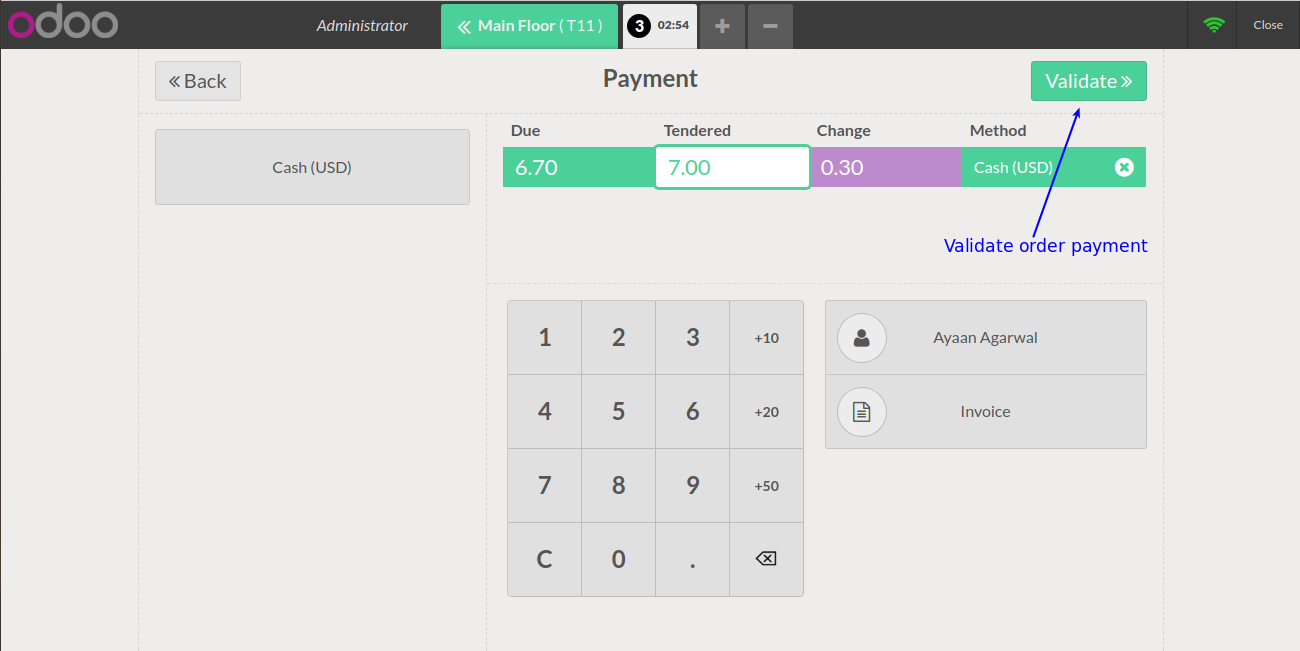 odoo
Administrator
Main Floor ( T11 )
3 02:54
Close
Back
Payment
Validate
Cash (USD)
Due Tendered Change Method
6.70 7.00 0.30 Cash (USD)
Validate order payment
1 2 3 +10
4 5 6 +20
7 8 9 +50
C 0 .
Ayaan Agarwal
Invoice